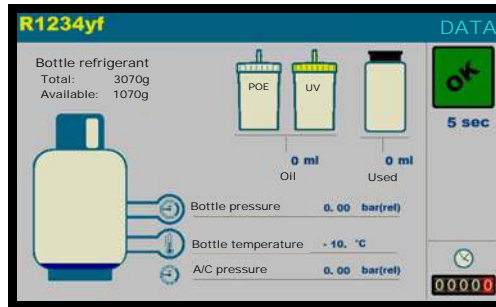 R1234yf
DATA
Bottle refrigerant
Total: 3070g
Available: 1070g
POE
UV
OK
5 sec
0 ml
0 ml
Oil
Used
Bottle pressure 0. 00 bar(rel)
Bottle temperature - 10. °C
A/C pressure 0. 00 bar(rel)
00000